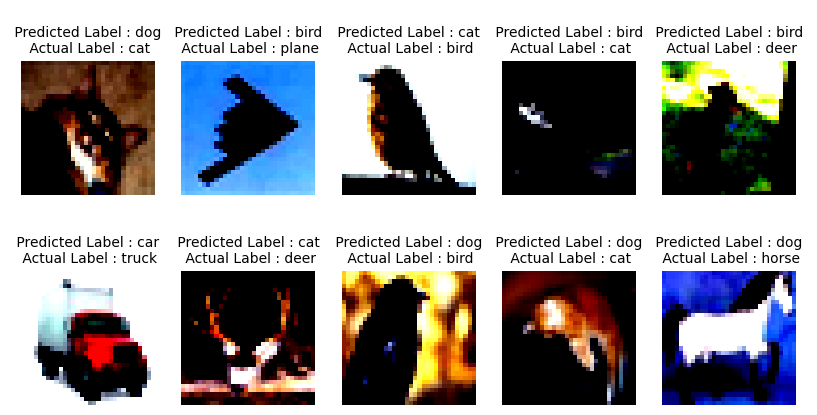 Predicted Label : dog
Actual Label : cat
Predicted Label : bird
Actual Label : plane
Predicted Label : cat
Actual Label : bird
Predicted Label : bird
Actual Label : cat
Predicted Label : bird
Actual Label : deer
Predicted Label : car
Actual Label : truck
Predicted Label : cat
Actual Label : deer
Predicted Label : dog
Actual Label : bird
Predicted Label : dog
Actual Label : cat
Predicted Label : dog
Actual Label : horse